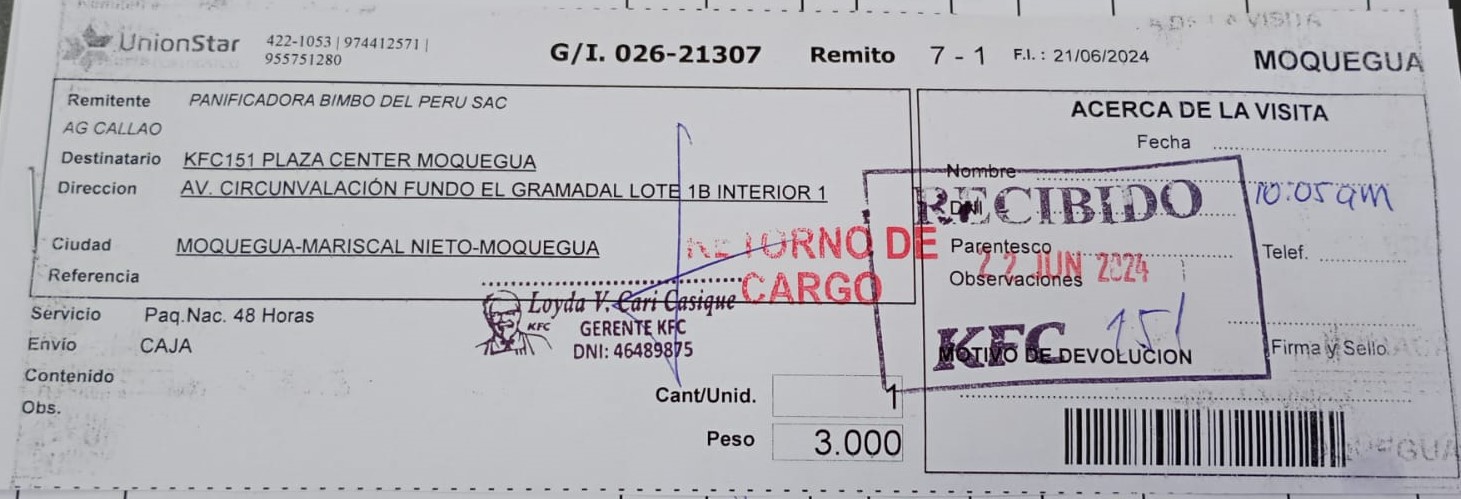 UnionStar
422-1053 | 974412571 |
955751280
G/I. 026-21307 Remito 7 - 1 F.I. : 21/06/2024 MOQUEGUA
Remitente PANIFICADORA BIMBO DEL PERU SAC
AG CALLAO
Destinatario KFC151 PLAZA CENTER MOQUEGUA
Direccion AV. CIRCUNVALACIÓN FUNDO EL GRAMADAL LOTE 1B INTERIOR 1
Ciudad MOQUEGUA-MARISCAL NIETO-MOQUEGUA
Referencia
RETORNO DE
CARGO
Loyda V. Cari Casique
KFC GERENTE KFC
DNI: 46489875
Servicio Paq.Nac. 48 Horas
Envio CAJA
Contenido
Obs.
Cant/Unid. 1
Peso 3.000
ACERCA DE LA VISITA
Fecha
Nombre
RECIBIDO 10:05 am
DNI
Parentesco Telef.
22 JUN 2024
Observaciones
KFC 151
MOTIVO DE DEVOLUCION Firma y Sello